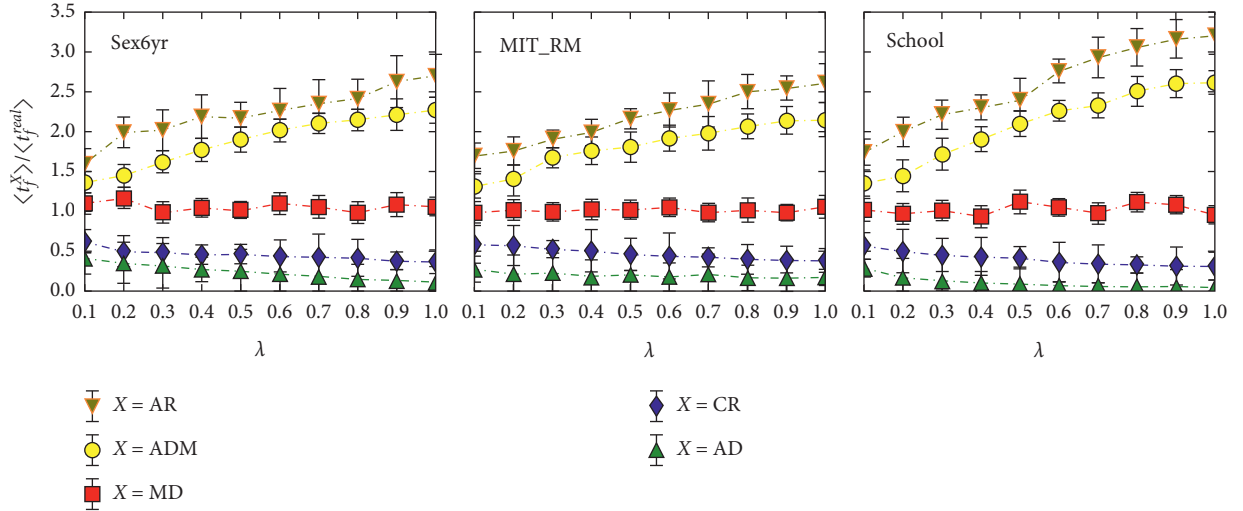 Sex6yr
MIT_RM
School
⟨t_f^X⟩/⟨t_f^real⟩
3.5
3.0
2.5
2.0
1.5
1.0
0.5
0.0
0.1 0.2 0.3 0.4 0.5 0.6 0.7 0.8 0.9 1.0
0.1 0.2 0.3 0.4 0.5 0.6 0.7 0.8 0.9 1.0
0.1 0.2 0.3 0.4 0.5 0.6 0.7 0.8 0.9 1.0
λ
λ
λ
X = AR
X = ADM
X = MD
X = CR
X = AD